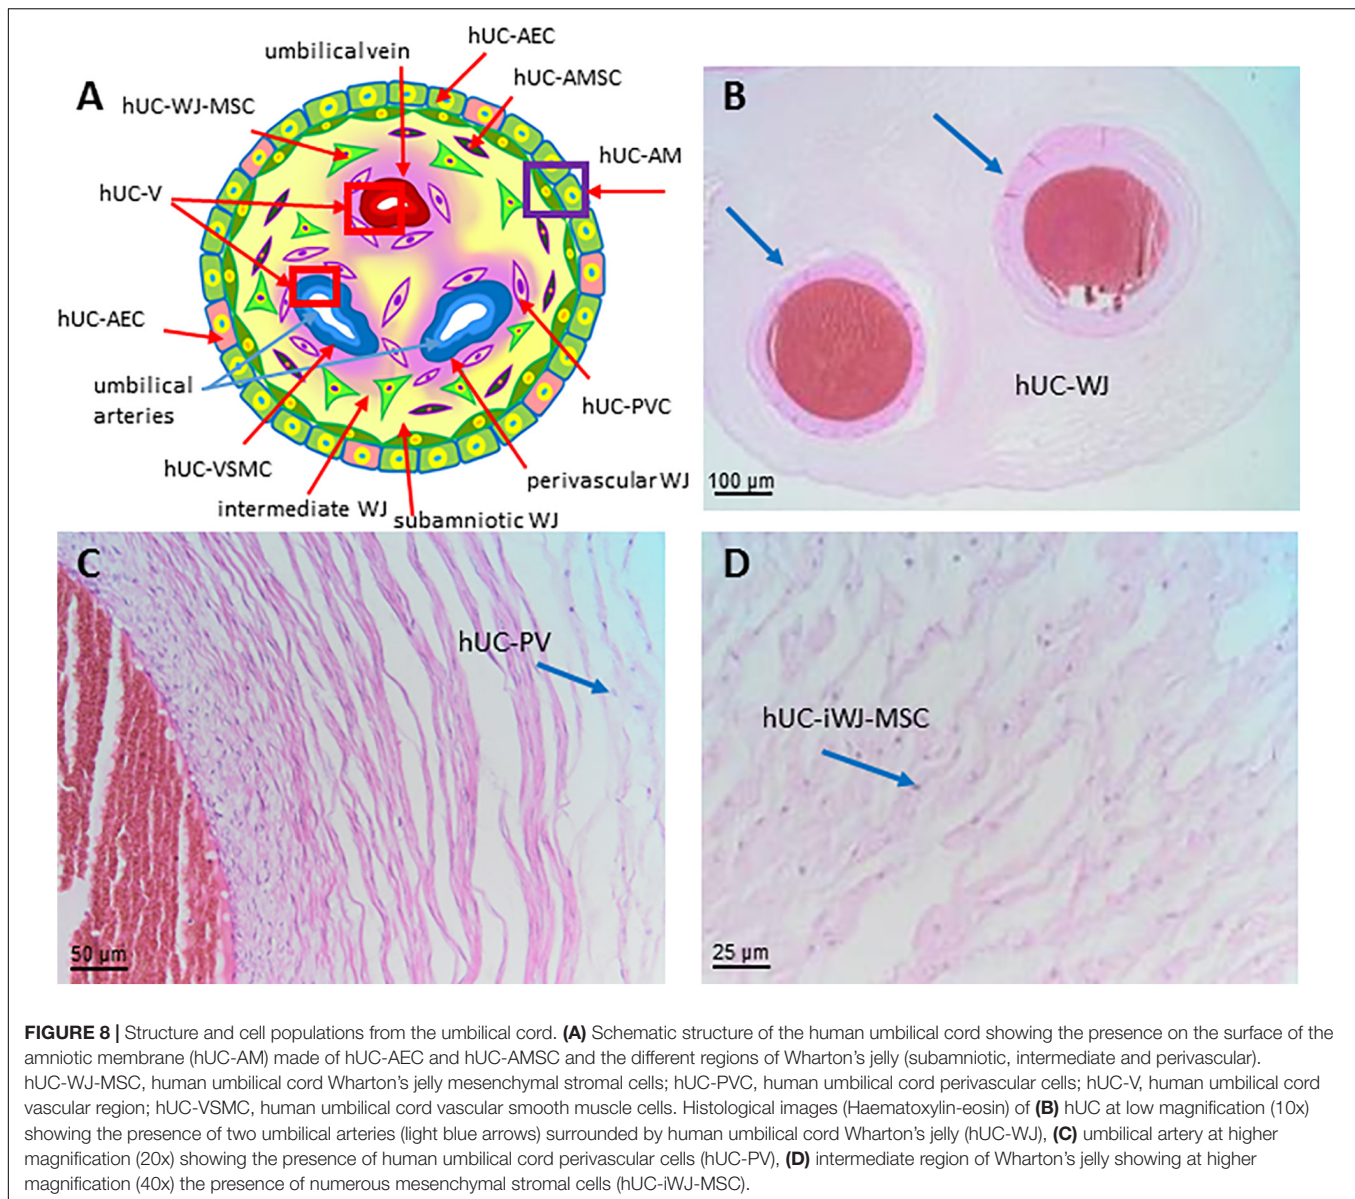 A
umbilical vein
hUC-AEC
hUC-AMSC
hUC-WJ-MSC
hUC-AM
hUC-V
hUC-AEC
umbilical
arteries
hUC-PVC
hUC-VSMC
perivascular WJ
intermediate WJ
subamniotic WJ
B
hUC-WJ
100 µm
C
hUC-PV
50 µm
D
hUC-iWJ-MSC
25 µm
FIGURE 8 | Structure and cell populations from the umbilical cord. (A) Schematic structure of the human umbilical cord showing the presence on the surface of the
amniotic membrane (hUC-AM) made of hUC-AEC and hUC-AMSC and the different regions of Wharton's jelly (subamniotic, intermediate and perivascular).
hUC-WJ-MSC, human umbilical cord Wharton's jelly mesenchymal stromal cells; hUC-PVC, human umbilical cord perivascular cells; hUC-V, human umbilical cord
vascular region; hUC-VSMC, human umbilical cord vascular smooth muscle cells. Histological images (Haematoxylin-eosin) of (B) hUC at low magnification (10x)
showing the presence of two umbilical arteries (light blue arrows) surrounded by human umbilical cord Wharton's jelly (hUC-WJ), (C) umbilical artery at higher
magnification (20x) showing the presence of human umbilical cord perivascular cells (hUC-PV), (D) intermediate region of Wharton's jelly showing at higher
magnification (40x) the presence of numerous mesenchymal stromal cells (hUC-iWJ-MSC).